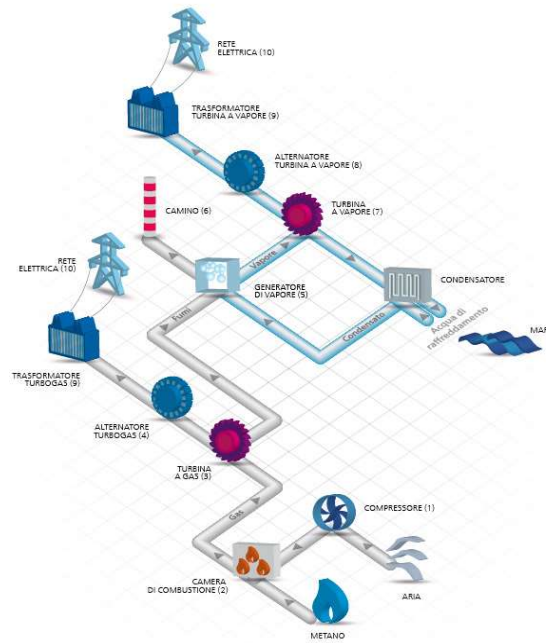 RETE
ELETTRICA (10)
TRASFORMATORE
TURBINA A VAPORE (9)
ALTERNATORE
TURBINA A VAPORE (8)
CAMINO (6)
TURBINA
A VAPORE (7)
RETE
ELETTRICA (10)
Vapore
GENERATORE
DI VAPORE (5)
CONDENSATORE
Fumi
Condensato
Acqua di
raffreddamento
MAR
TRASFORMATORE
TURBOGAS (9)
ALTERNATORE
TURBOGAS (4)
TURBINA
A GAS (3)
Gas
COMPRESSORE (1)
CAMERA
DI COMBUSTIONE (2)
ARIA
METANO